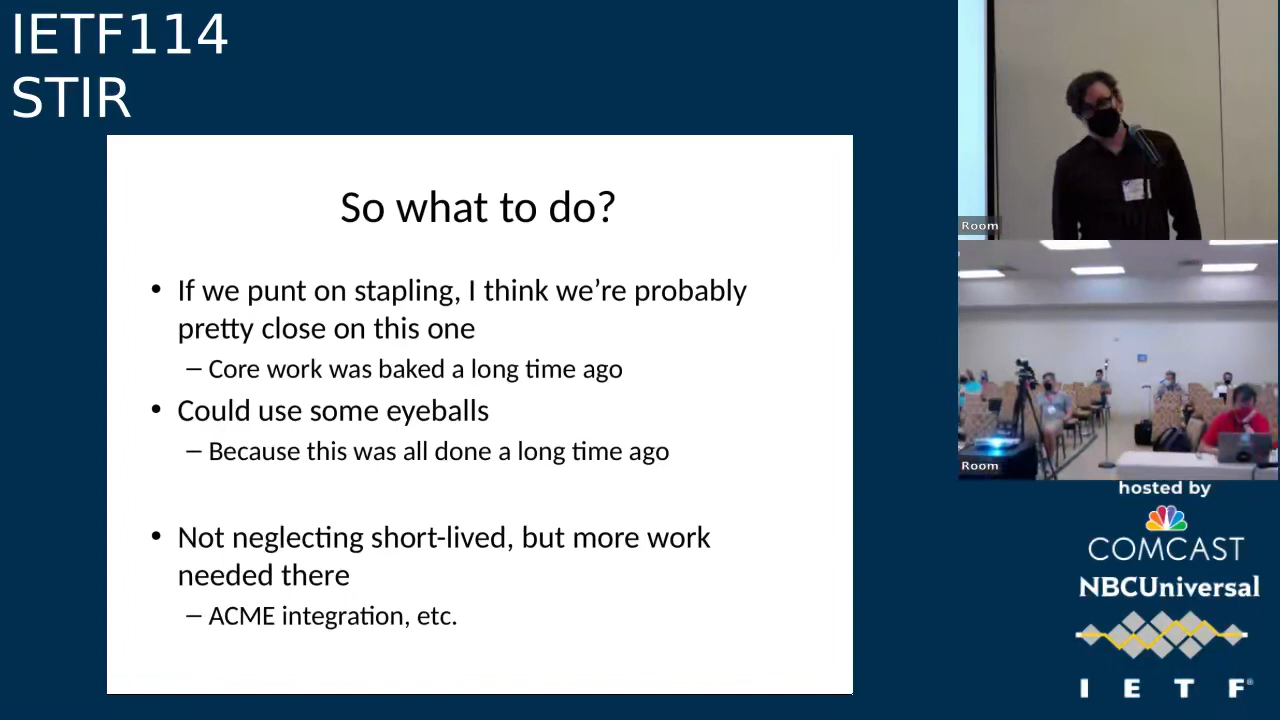 IETF114
STIR
So what to do?
• If we punt on stapling, I think we’re probably
pretty close on this one
– Core work was baked a long time ago
• Could use some eyeballs
– Because this was all done a long time ago
• Not neglecting short-lived, but more work
needed there
– ACME integration, etc.
Room
Room
hosted by
COMCAST
NBCUniversal
I E T F®